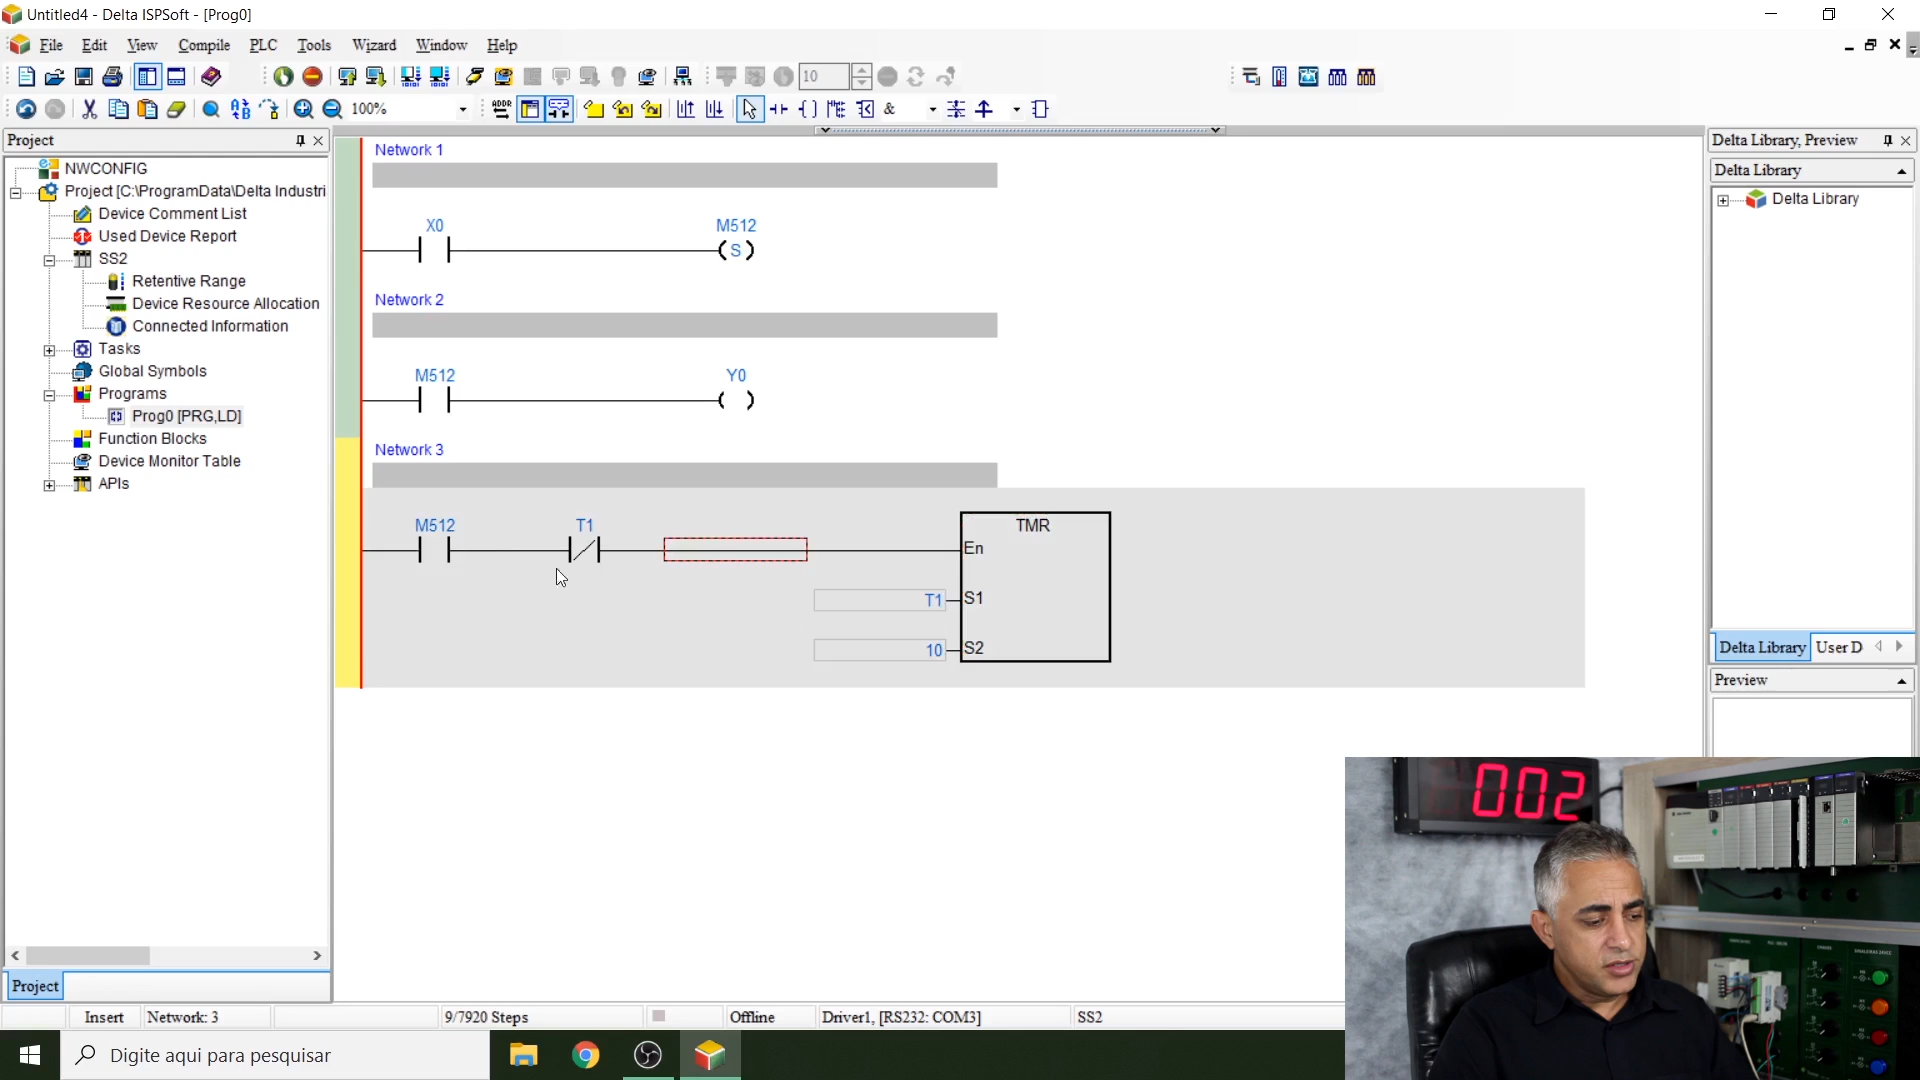 Untitled4 - Delta ISPSoft - [Prog0]
File Edit View Compile PLC Tools Wizard Window Help
10
100%
ADDR
&
Project
NWCONFIG
Project [C:\ProgramData\Delta Industri
Device Comment List
Used Device Report
SS2
Retentive Range
Device Resource Allocation
Connected Information
Tasks
Global Symbols
Programs
Prog0 [PRG,LD]
Function Blocks
Device Monitor Table
APIs
Project
Network 1
X0
M512
S
Network 2
M512
Y0
Network 3
M512
T1
TMR
En
T1
S1
10
S2
Delta Library, Preview
Delta Library
Delta Library
Delta Library
User D
Preview
002
Insert
Network: 3
9/7920 Steps
Offline
Driver1, [RS232: COM3]
SS2
Digite aqui para pesquisar